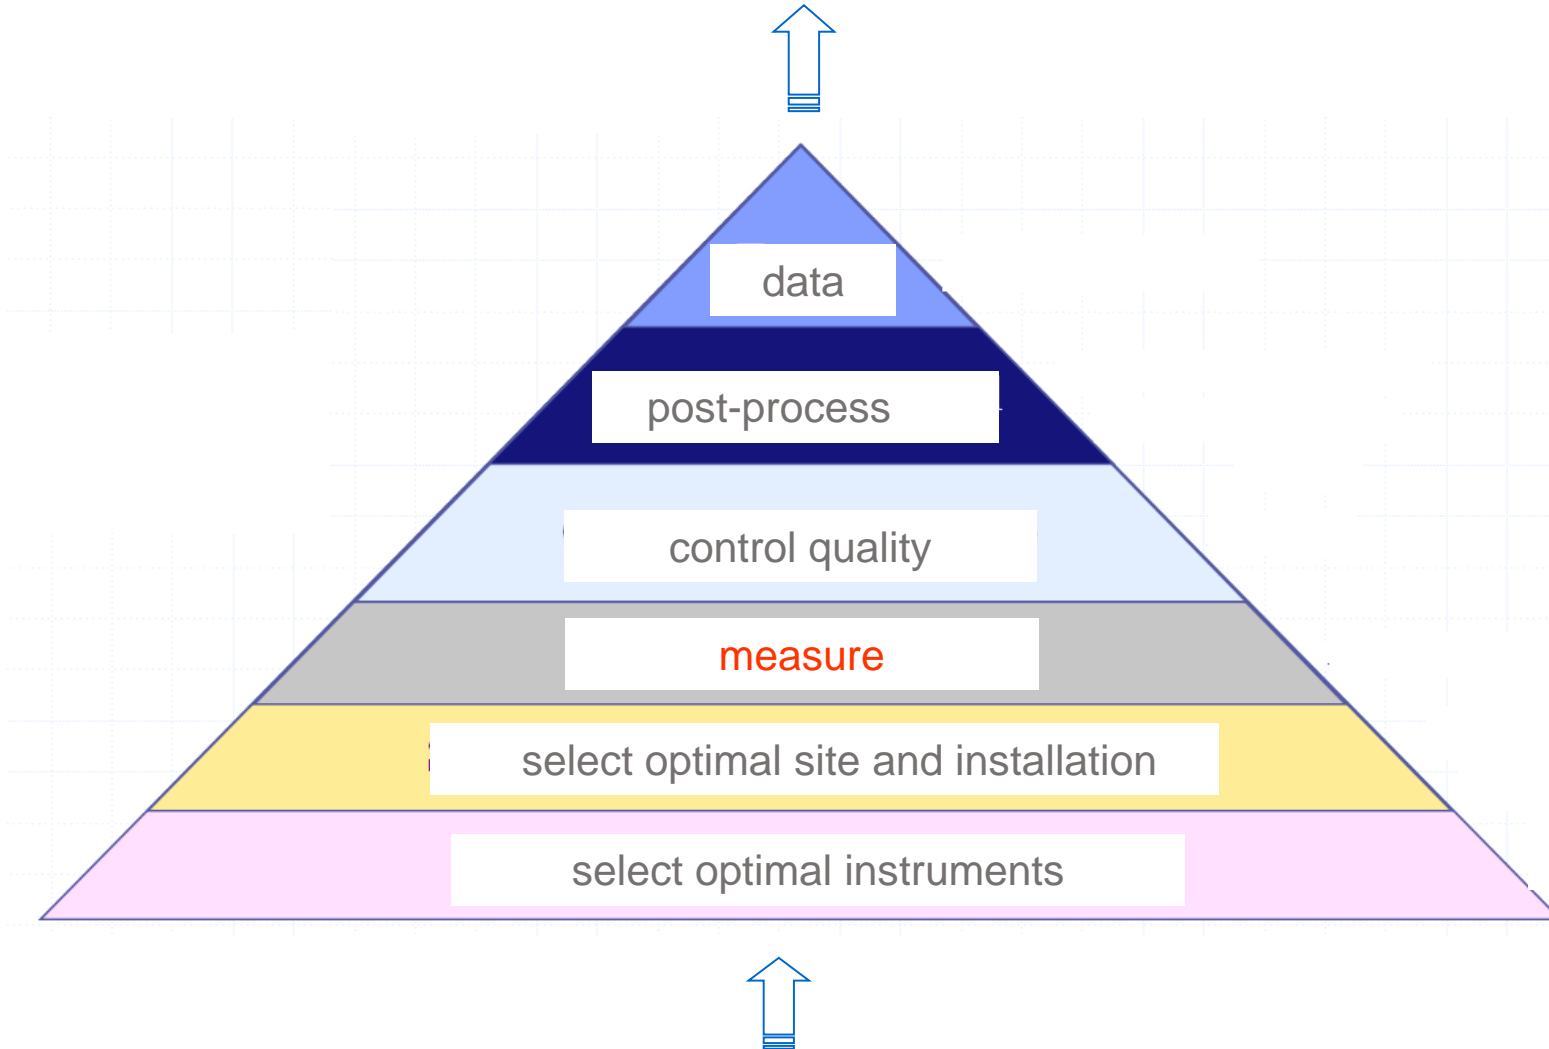 data
post-process
control quality
measure
select optimal site and installation
select optimal instruments